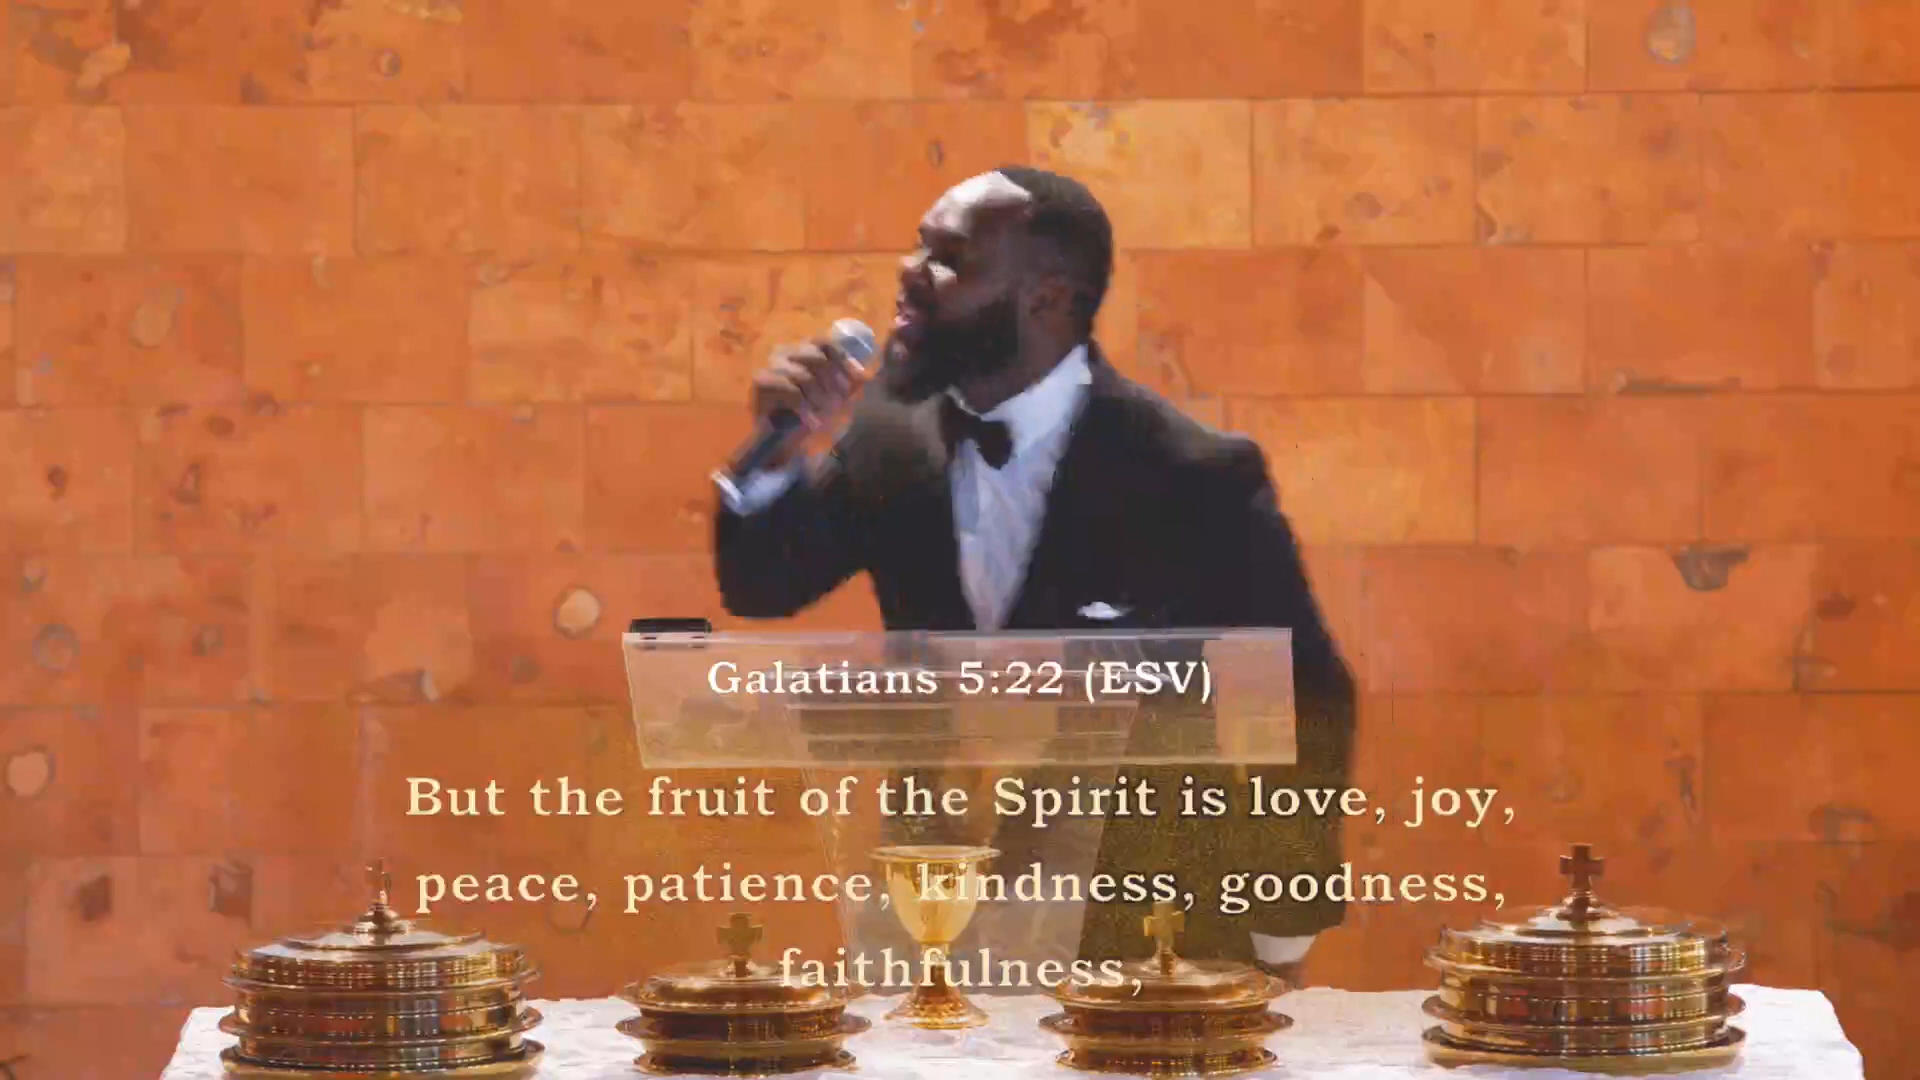 Galatians 5:22 (ESV)
But the fruit of the Spirit is love, joy,
peace, patience, kindness, goodness,
faithfulness,